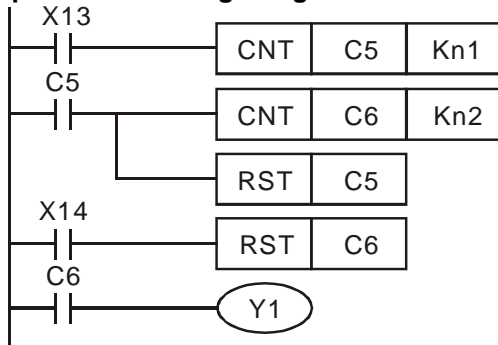 X13
CNT C5 Kn1
C5
CNT C6 Kn2
RST C5
X14
RST C6
C6
Y1